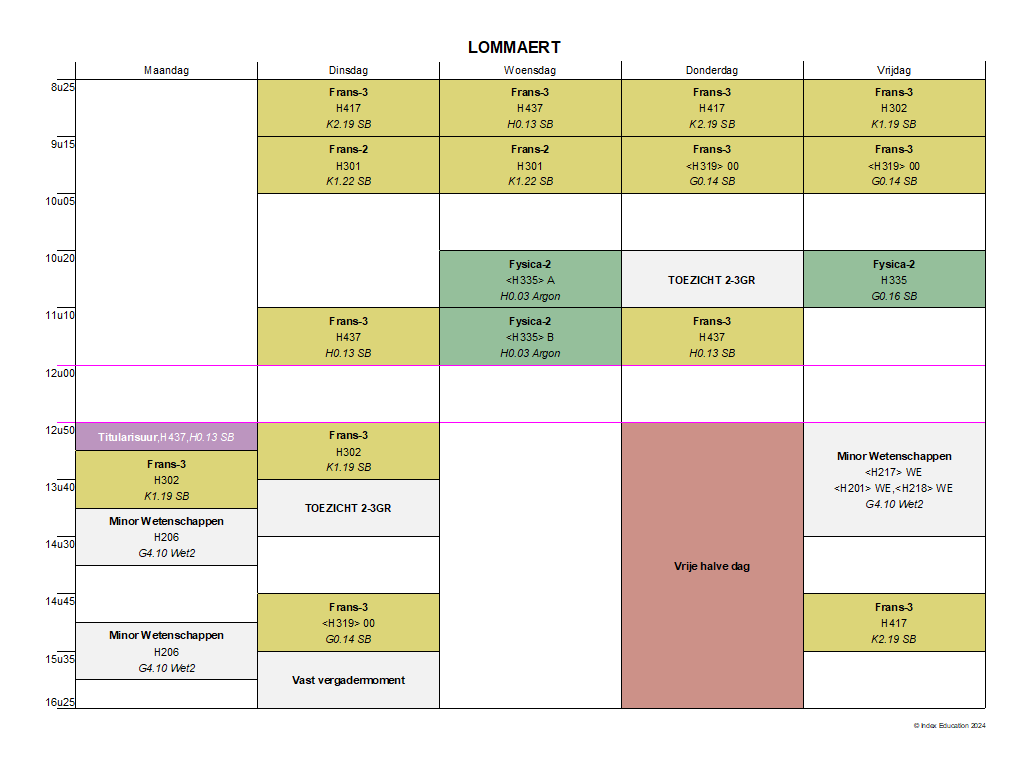 LOMMAERT
Maandag Dinsdag Woensdag Donderdag Vrijdag
8u25
Frans-3 Frans-3 Frans-3 Frans-3
H417 H437 H417 H302
K2.19 SB H0.13 SB K2.19 SB K1.19 SB
9u15
Frans-2 Frans-2 Frans-3 Frans-3
H301 H301 <H319> 00 <H319> 00
K1.22 SB K1.22 SB G0.14 SB G0.14 SB
10u05
10u20
Fysica-2 Fysica-2
<H335> A TOEZICHT 2-3GR H335
H0.03 Argon G0.16 SB
11u10
Frans-3 Fysica-2 Frans-3
H437 <H335> B H437
H0.13 SB H0.03 Argon H0.13 SB
12u00
12u50
Titularisuur,H437,H0.13 SB
Frans-3
H302
K1.19 SB
Minor Wetenschappen
<H217> WE
<H201> WE,<H218> WE
G4.10 Wet2
Frans-3
H302
K1.19 SB
13u40
TOEZICHT 2-3GR
Minor Wetenschappen
H206
G4.10 Wet2
14u30
Vrije halve dag
14u45
Frans-3 Frans-3
<H319> 00 H417
G0.14 SB K2.19 SB
Minor Wetenschappen
H206
G4.10 Wet2
15u35
Vast vergadermoment
16u25
© Index Education 2024